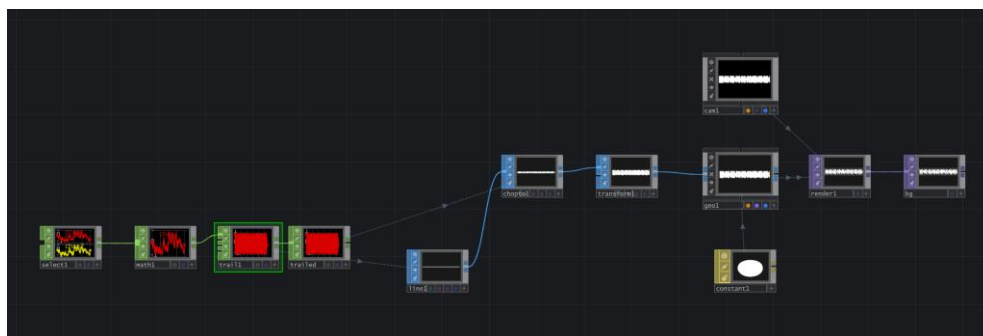 cam1
chopto1
transform1
geo1
render1
bg
select1
math1
trail1
trailed
line1
constant1